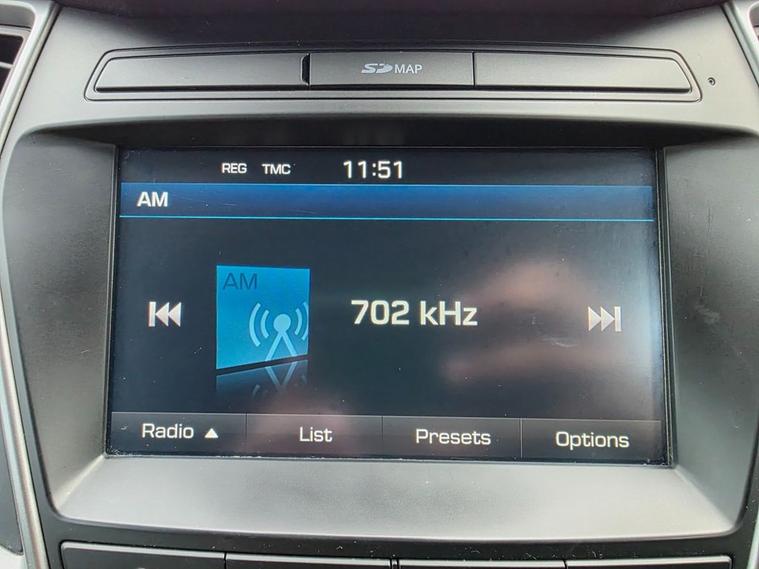 SD MAP
REG TMC 11:51
AM
AM
702 kHz
Radio ▲ List Presets Options